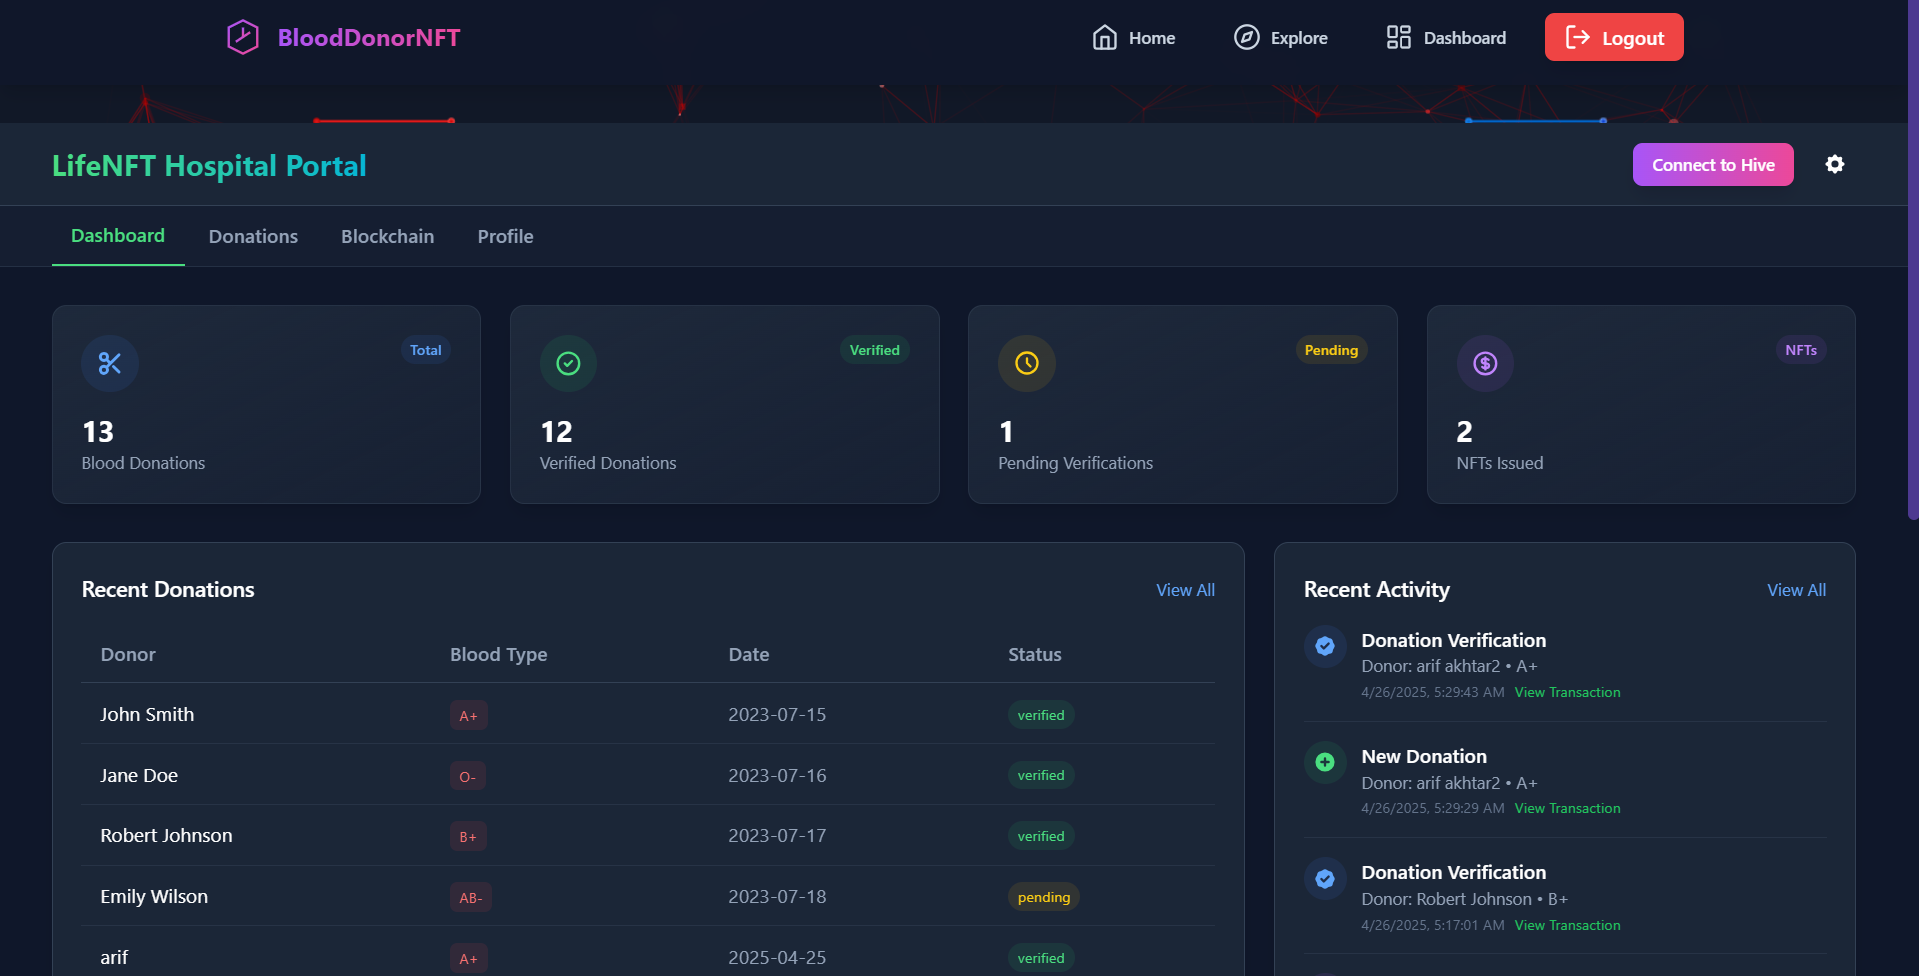 BloodDonorNFT
Home
Explore
Dashboard
Logout
LifeNFT Hospital Portal
Connect to Hive
Dashboard
Donations
Blockchain
Profile
Total
13
Blood Donations
Verified
12
Verified Donations
Pending
1
Pending Verifications
NFTs
2
NFTs Issued
Recent Donations
View All
Donor Blood Type Date Status
John Smith A+ 2023-07-15 verified
Jane Doe O- 2023-07-16 verified
Robert Johnson B+ 2023-07-17 verified
Emily Wilson AB- 2023-07-18 pending
arif A+ 2025-04-25 verified
Recent Activity
View All
Donation Verification
Donor: arif akhtar2 • A+
4/26/2025, 5:29:43 AM View Transaction
New Donation
Donor: arif akhtar2 • A+
4/26/2025, 5:29:29 AM View Transaction
Donation Verification
Donor: Robert Johnson • B+
4/26/2025, 5:17:01 AM View Transaction